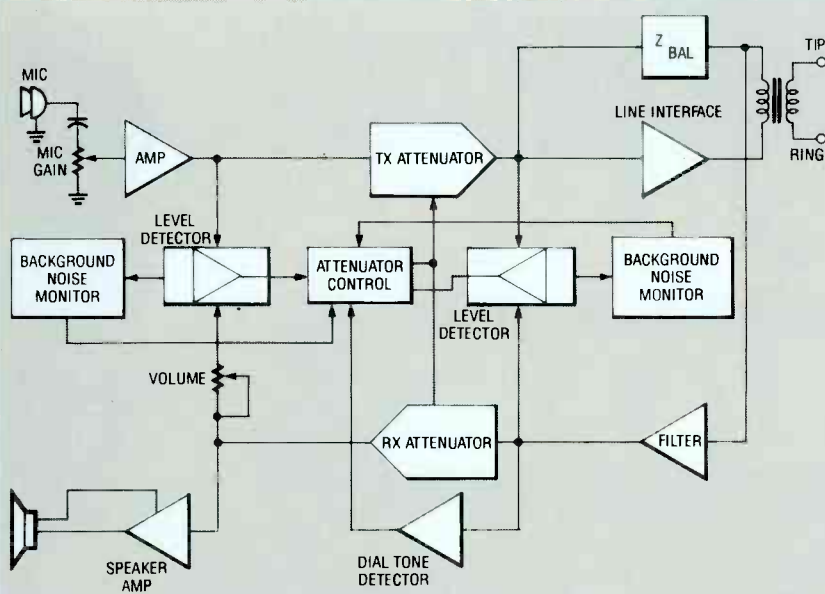 Z
BAL
TIP
MIC
LINE INTERFACE
MIC
GAIN
AMP
TX ATTENUATOR
RING
LEVEL
DETECTOR
BACKGROUND
NOISE
MONITOR
ATTENUATOR
CONTROL
LEVEL
DETECTOR
BACKGROUND
NOISE
MONITOR
VOLUME
RX ATTENUATOR
FILTER
SPEAKER
AMP
DIAL TONE
DETECTOR